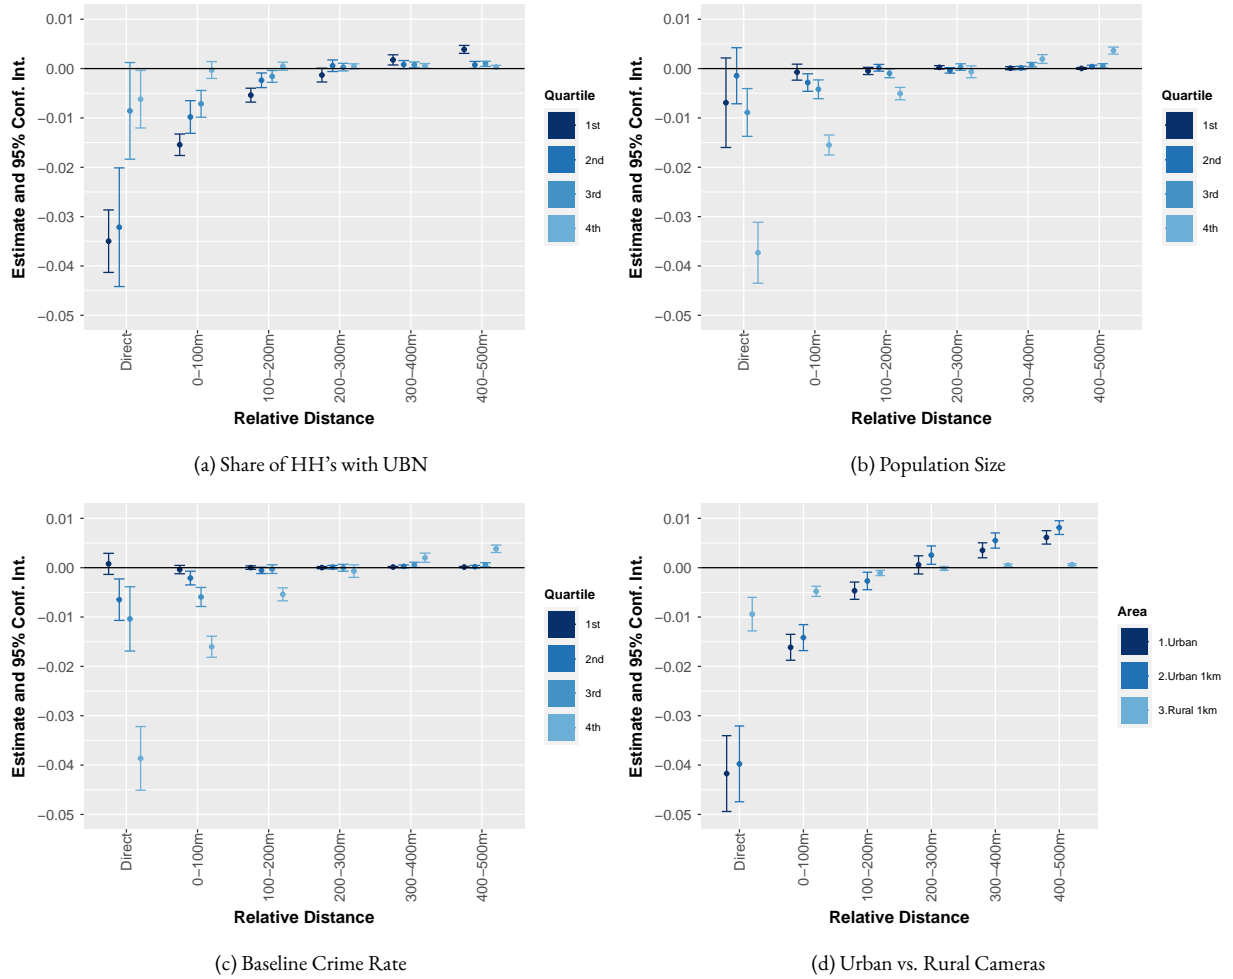 0.01
0.00
−0.01
−0.02
−0.03
−0.04
−0.05
Estimate and 95% Conf. Int.
Direct
0−100m
100−200m
200−300m
300−400m
400−500m
Relative Distance
Quartile
1st
2nd
3rd
4th
(a) Share of HH's with UBN
0.01
0.00
−0.01
−0.02
−0.03
−0.04
−0.05
Estimate and 95% Conf. Int.
Direct
0−100m
100−200m
200−300m
300−400m
400−500m
Relative Distance
Quartile
1st
2nd
3rd
4th
(b) Population Size
0.01
0.00
−0.01
−0.02
−0.03
−0.04
−0.05
Estimate and 95% Conf. Int.
Direct
0−100m
100−200m
200−300m
300−400m
400−500m
Relative Distance
Quartile
1st
2nd
3rd
4th
(c) Baseline Crime Rate
0.01
0.00
−0.01
−0.02
−0.03
−0.04
−0.05
Estimate and 95% Conf. Int.
Direct
0−100m
100−200m
200−300m
300−400m
400−500m
Relative Distance
Area
1.Urban
2.Urban 1km
3.Rural 1km
(d) Urban vs. Rural Cameras